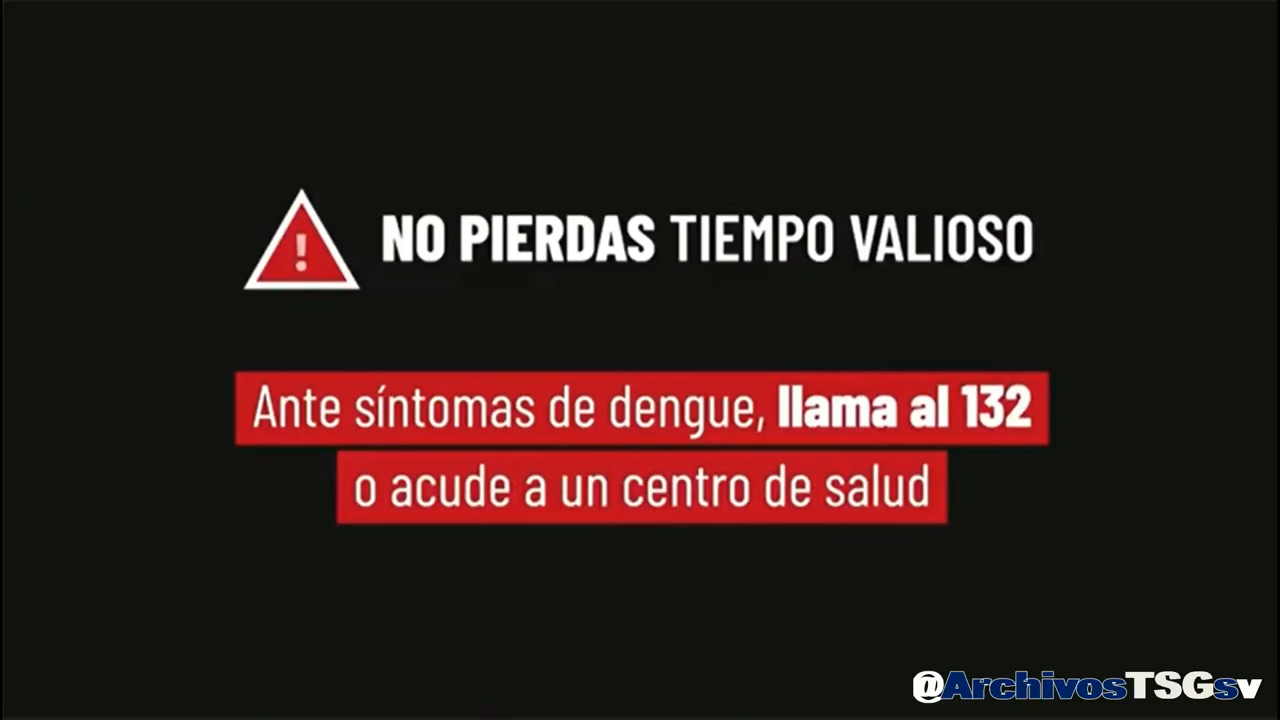 NO PIERDAS TIEMPO VALIOSO
Ante síntomas de dengue, llama al 132
o acude a un centro de salud
@ArchivosTSGsv